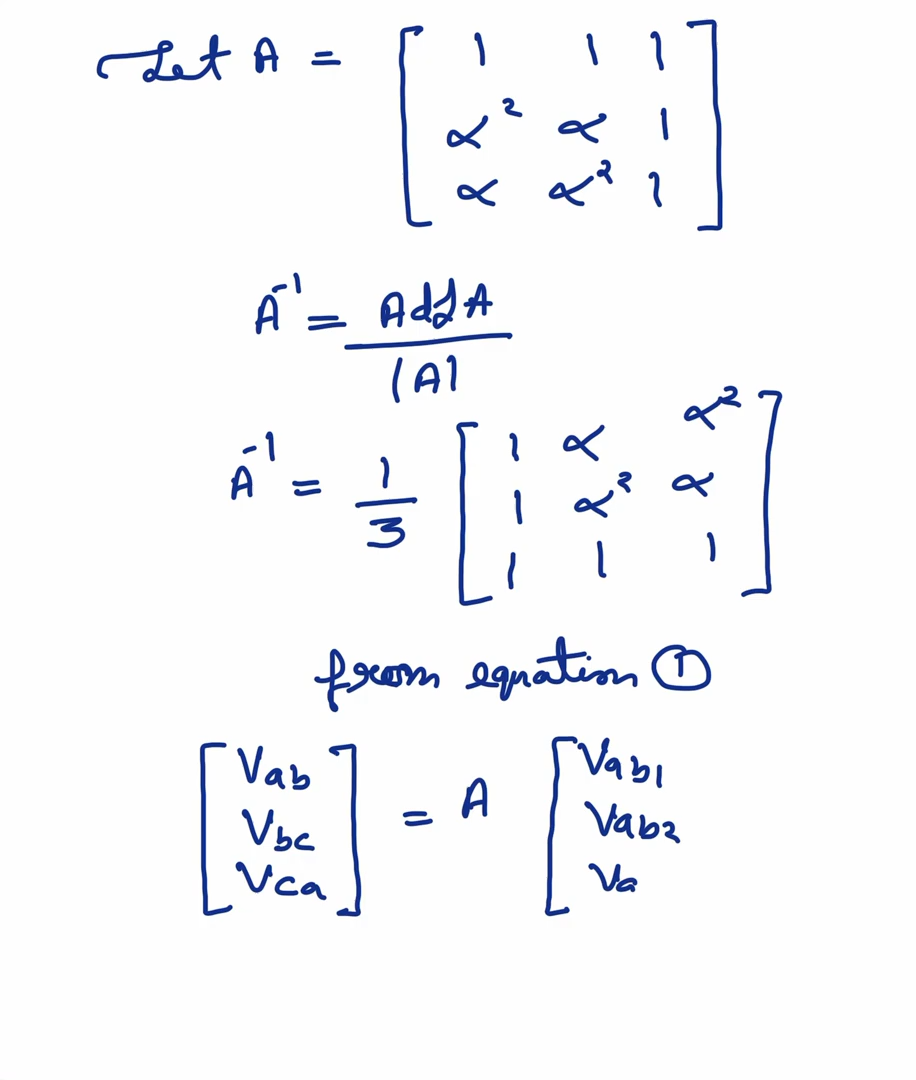 Let A = [ 1 1 1
α² α 1
α α² 1 ]
A⁻¹ = Adj A
|A|
A⁻¹ = 1/3 [ 1 α α²
1 α² α
1 1 1 ]
from equation ①
[ Vab
Vbc
Vca ] = A [ Vab1
Vab2
Va ]